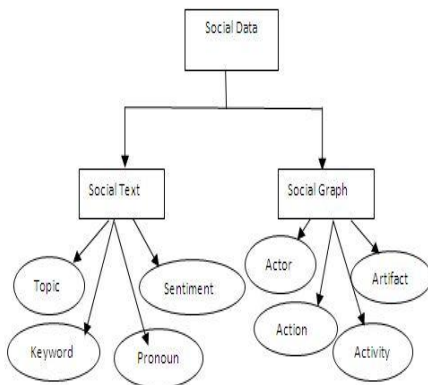 Social Data
Social Text
Social Graph
Topic
Sentiment
Keyword
Pronoun
Actor
Artifact
Action
Activity